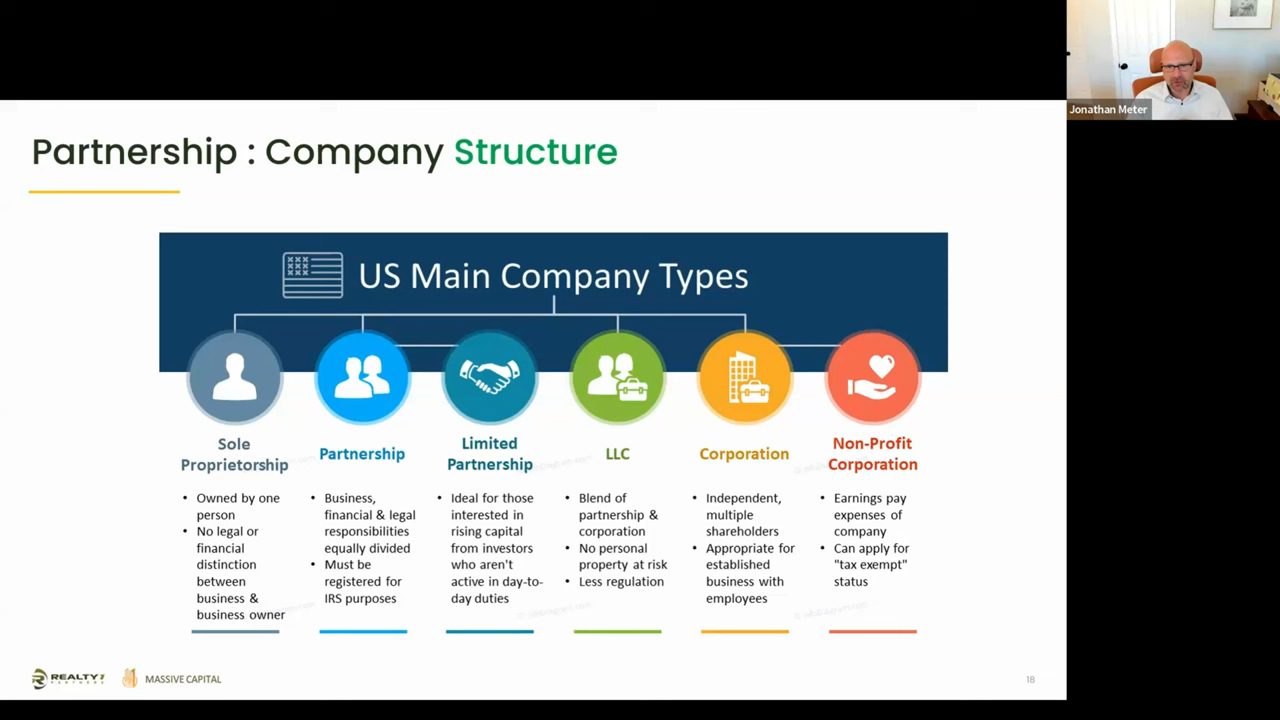 Jonathan Meter
Partnership : Company Structure
US Main Company Types
Sole
Proprietorship
Partnership
Limited
Partnership
LLC
Corporation
Non-Profit
Corporation
• Owned by one
person
• No legal or
financial
distinction
between
business &
business owner
• Business,
financial & legal
responsibilities
equally divided
• Must be
registered for
IRS purposes
• Ideal for those
interested in
rising capital
from investors
who aren't
active in day-to-
day duties
• Blend of
partnership &
corporation
• No personal
property at risk
• Less regulation
• Independent,
multiple
shareholders
• Appropriate for
established
business with
employees
• Earnings pay
expenses of
company
• Can apply for
"tax exempt"
status
REALTY
PARTNERS
MASSIVE CAPITAL
18